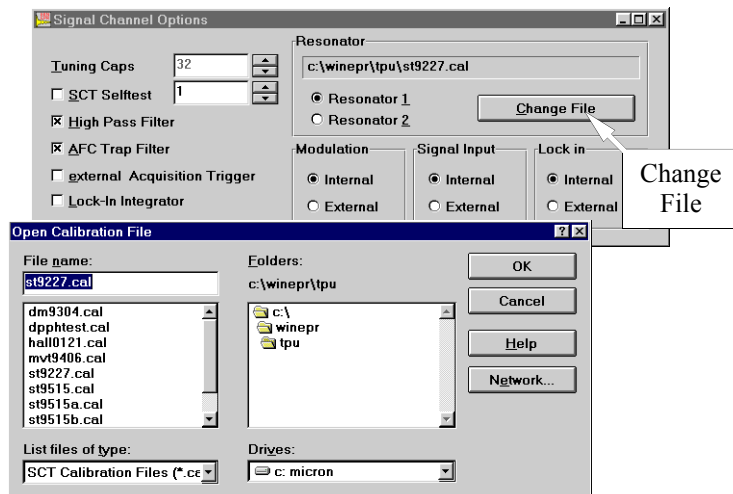 Signal Channel Options
Tuning Caps 32
SCT Selftest 1
High Pass Filter
AFC Trap Filter
external Acquisition Trigger
Lock-In Integrator
Resonator
c:\winepr\tpu\st9227.cal
Resonator 1
Resonator 2
Change File
Modulation
Internal
External
Signal Input
Internal
External
Lock in
Internal
External
Change
File
Open Calibration File
File name:
st9227.cal
dm9304.cal
dpphtest.cal
hall0121.cal
mvt9406.cal
st9227.cal
st9515.cal
st9515a.cal
st9515b.cal
List files of type:
SCT Calibration Files (*.ca
Folders:
c:\winepr\tpu
c:\
winepr
tpu
Drives:
c: micron
OK
Cancel
Help
Network...